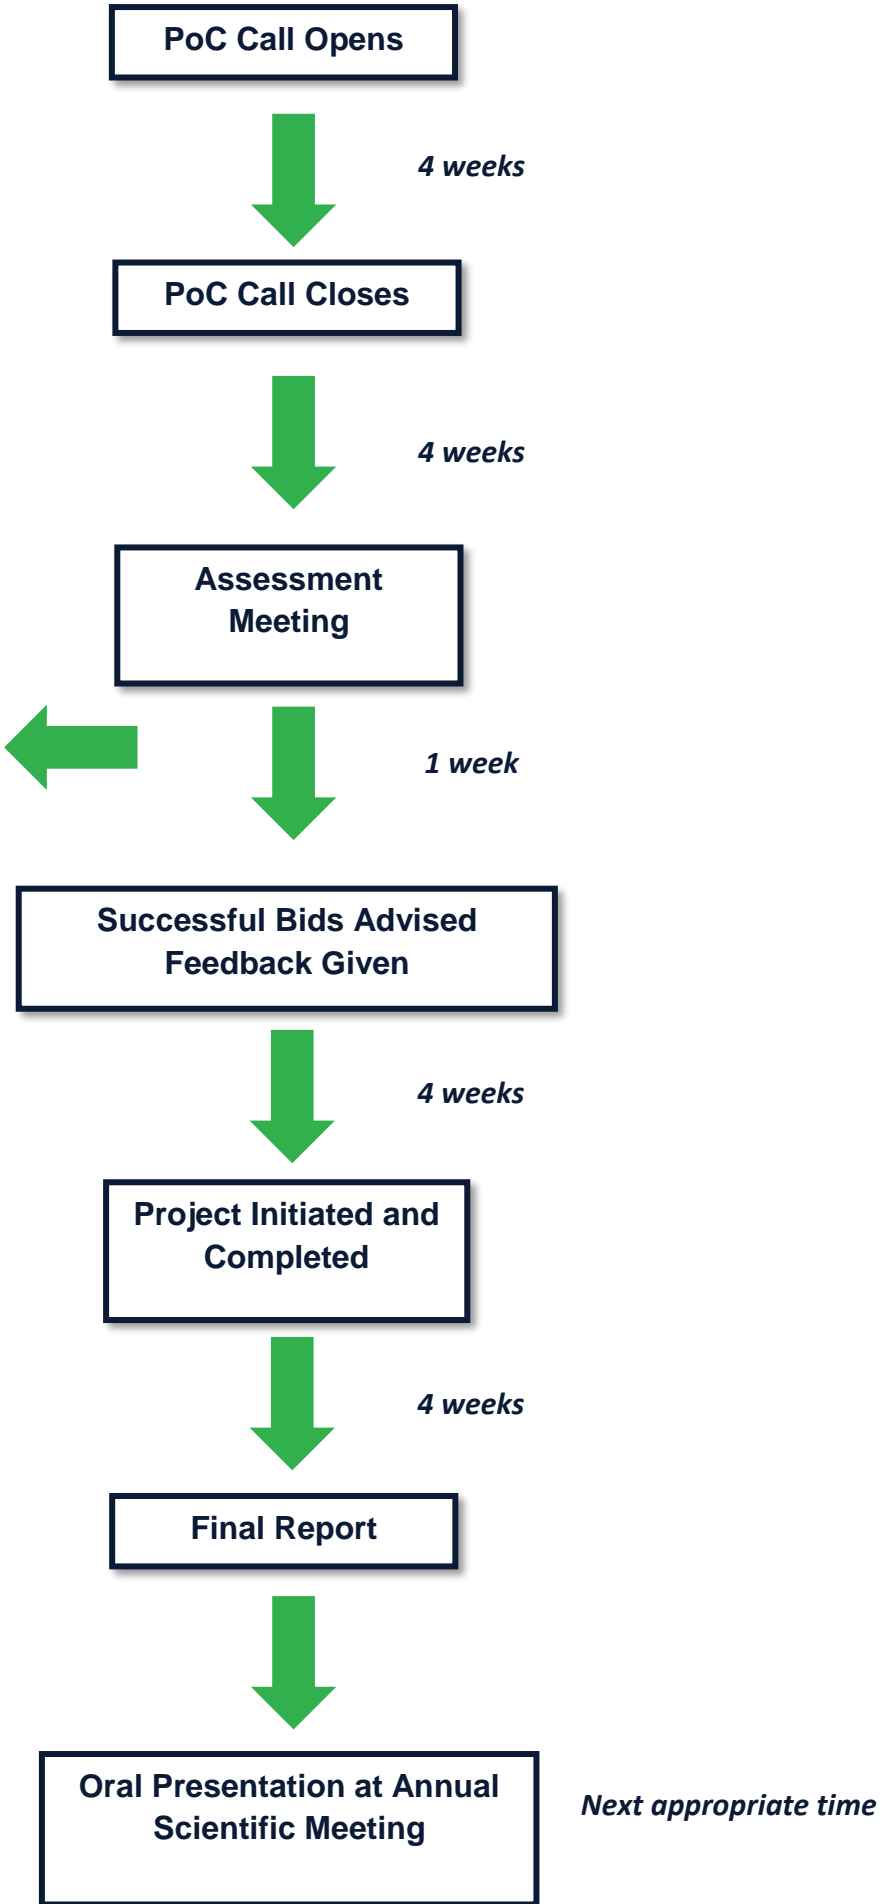 PoC Call Opens
4 weeks
PoC Call Closes
4 weeks
Assessment
Meeting
1 week
Successful Bids Advised
Feedback Given
4 weeks
Project Initiated and
Completed
4 weeks
Final Report
Oral Presentation at Annual
Scientific Meeting
Next appropriate time